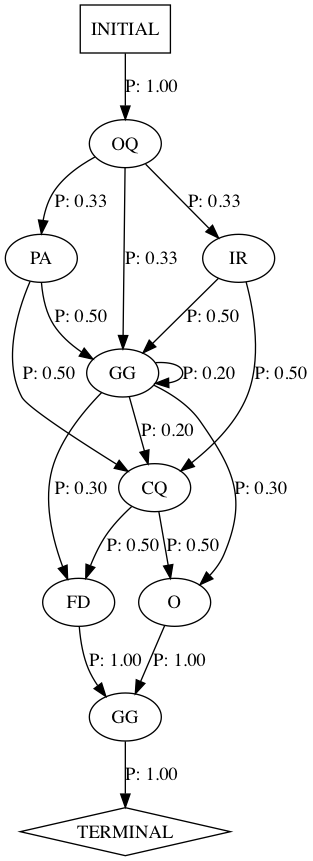 INITIAL
P: 1.00
OQ
P: 0.33
P: 0.33
P: 0.33
PA
IR
P: 0.50
P: 0.50
GG
P: 0.50
P: 0.20
P: 0.50
P: 0.20
CQ
P: 0.30
P: 0.30
P: 0.50
P: 0.50
FD
O
P: 1.00
P: 1.00
GG
P: 1.00
TERMINAL